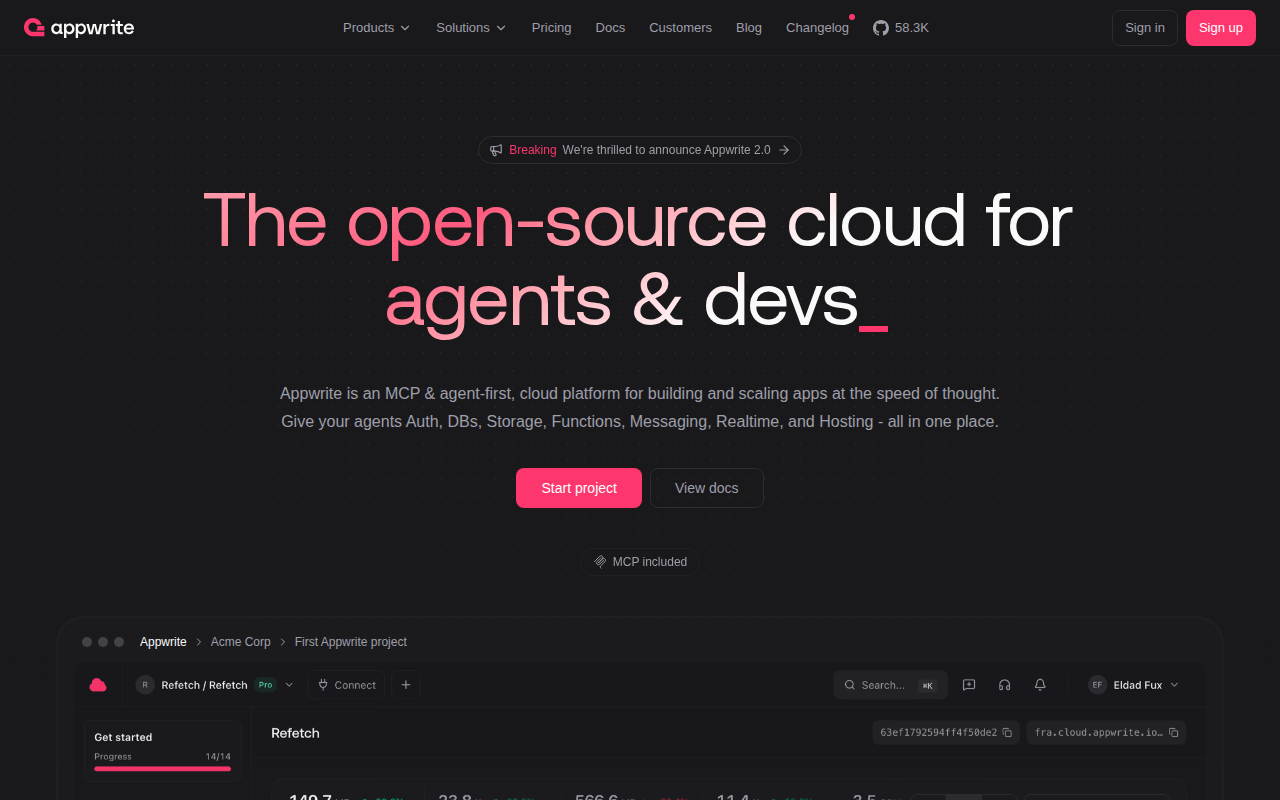 appwrite
Products Solutions Pricing Docs Customers Blog Changelog 58.3K Sign in Sign up
Breaking We're thrilled to announce Appwrite 2.0
The open-source cloud for
agents & devs_
Appwrite is an MCP & agent-first, cloud platform for building and scaling apps at the speed of thought.
Give your agents Auth, DBs, Storage, Functions, Messaging, Realtime, and Hosting - all in one place.
Start project View docs
MCP included
Appwrite Acme Corp First Appwrite project
R Refetch / Refetch Pro Connect Search... ⌘K EF Eldad Fux
Get started
Progress 14/14
Refetch 63ef1792594ff4f50de2 fra.cloud.appwrite.io…